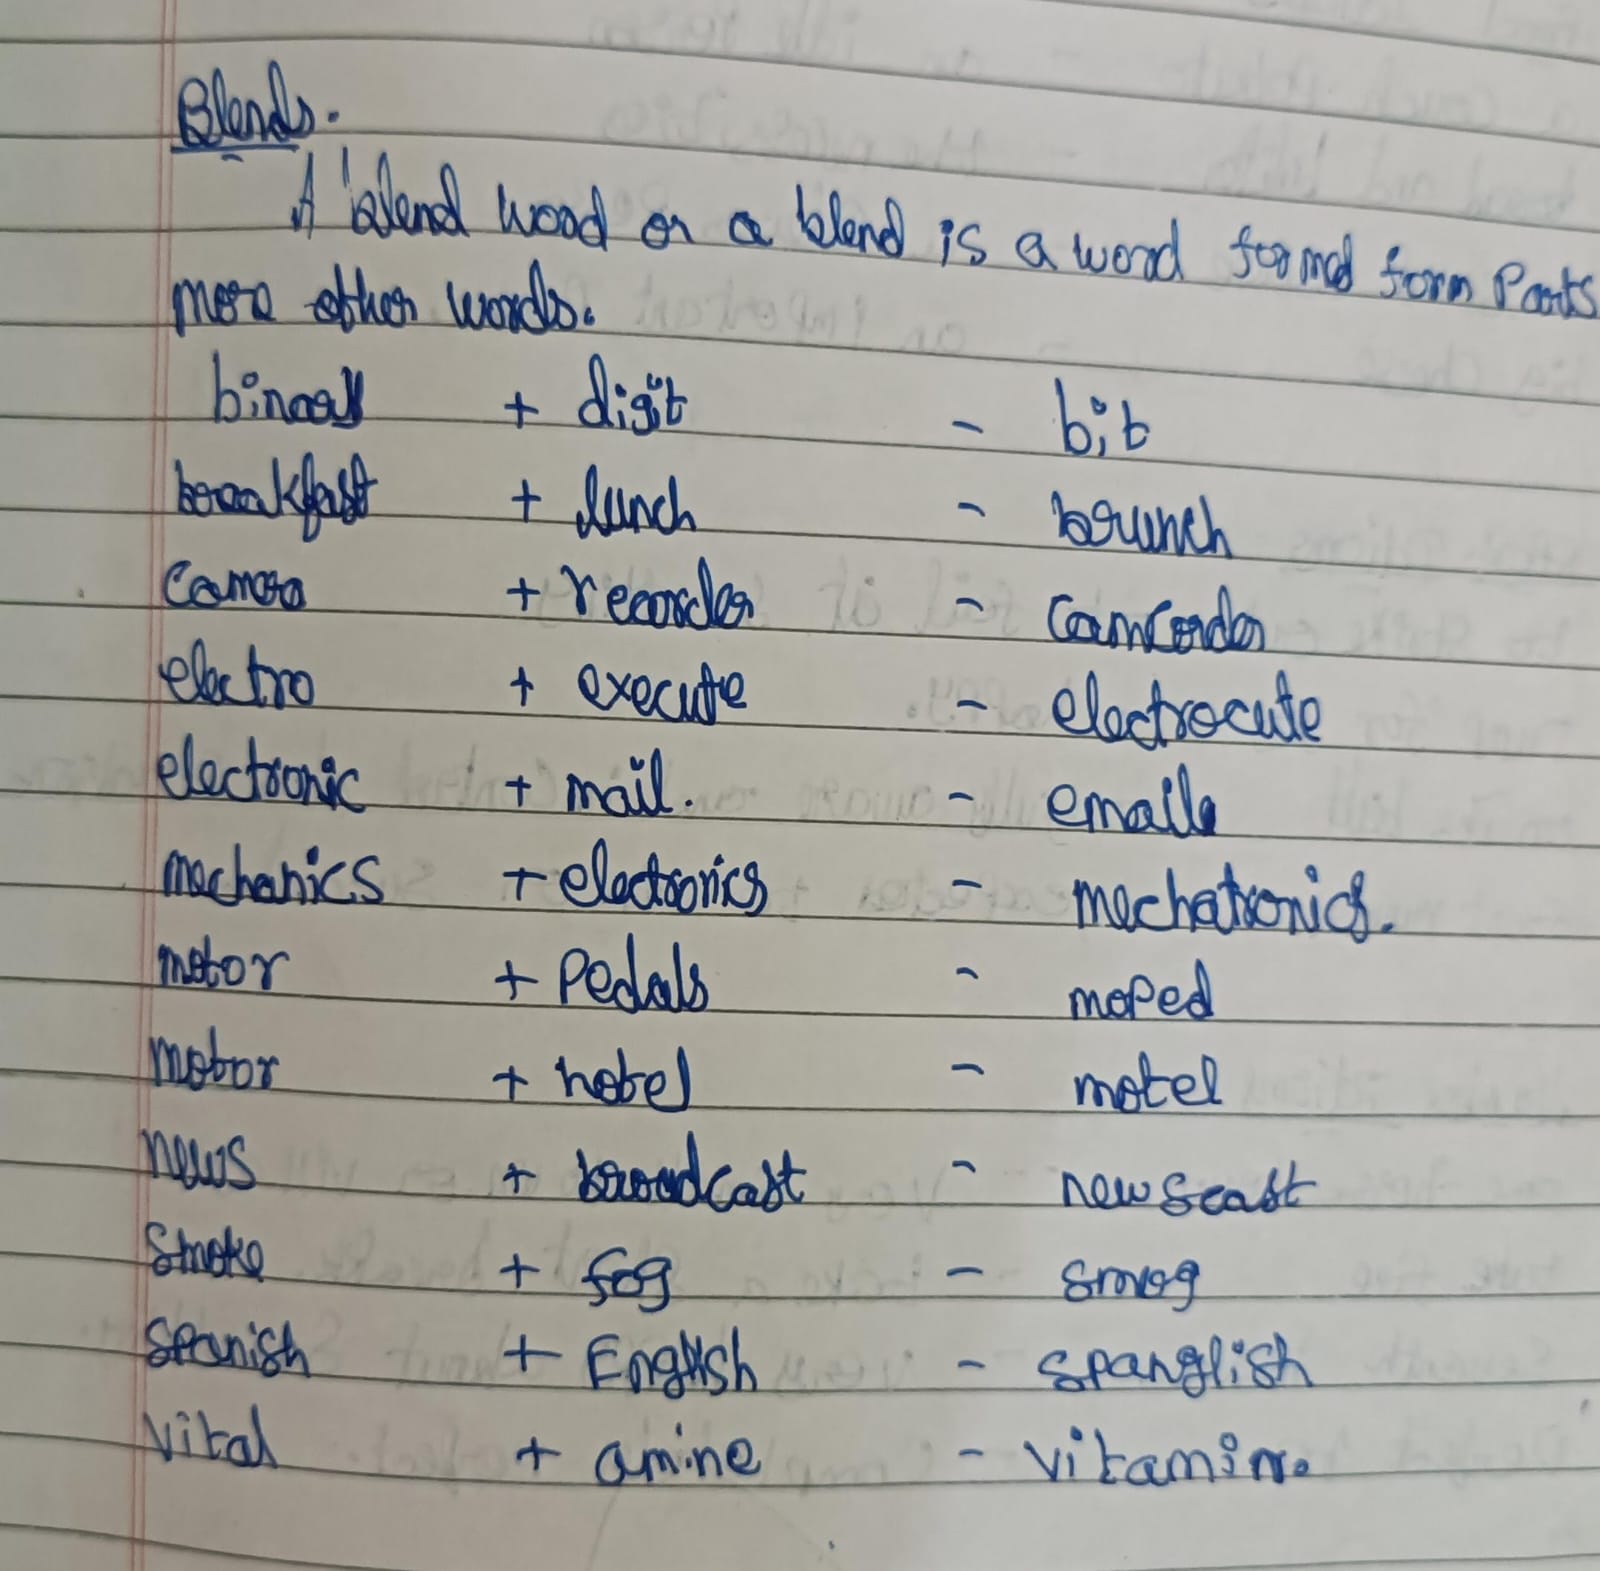 Blends.
A blend word or a blend is a word formed form Parts
more other words.
binary + digit - bit
breakfast + lunch - brunch
Camera + recorder - Camcorder
electro + execute - electrocute
electronic + mail. - email
mechanics + electronics - mechatronics.
motor + Pedals - moped
motor + hotel - motel
news + broadcast - newscast
Smoke + fog - smog
Spanish + English - spanglish
Vital + amine - vitamin.